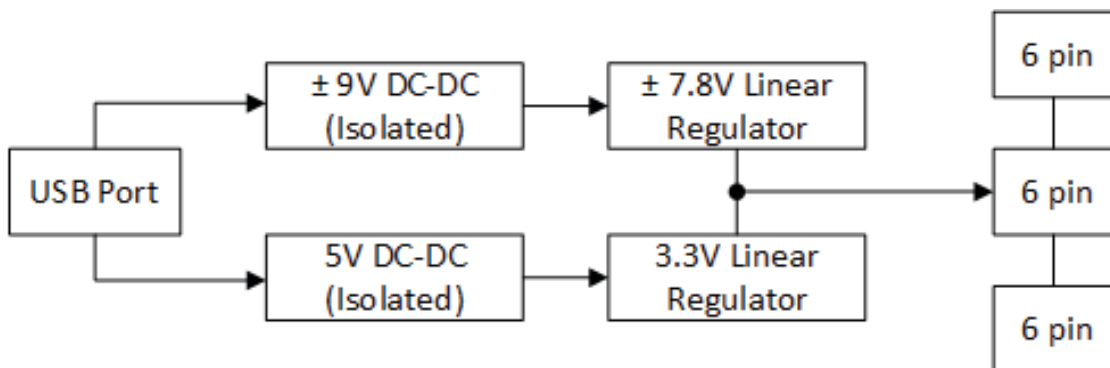 6 pin
± 9V DC-DC
(Isolated)
± 7.8V Linear
Regulator
USB Port
6 pin
5V DC-DC
(Isolated)
3.3V Linear
Regulator
6 pin